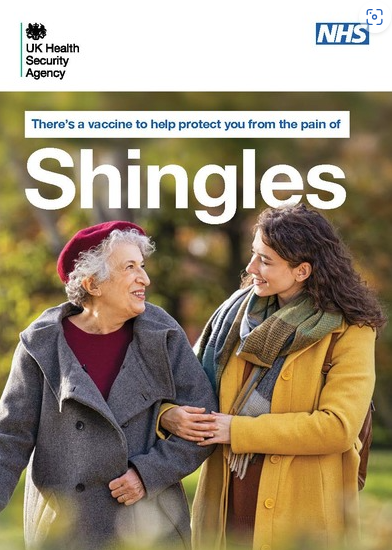 UK Health
Security
Agency
NHS
There's a vaccine to help protect you from the pain of
Shingles